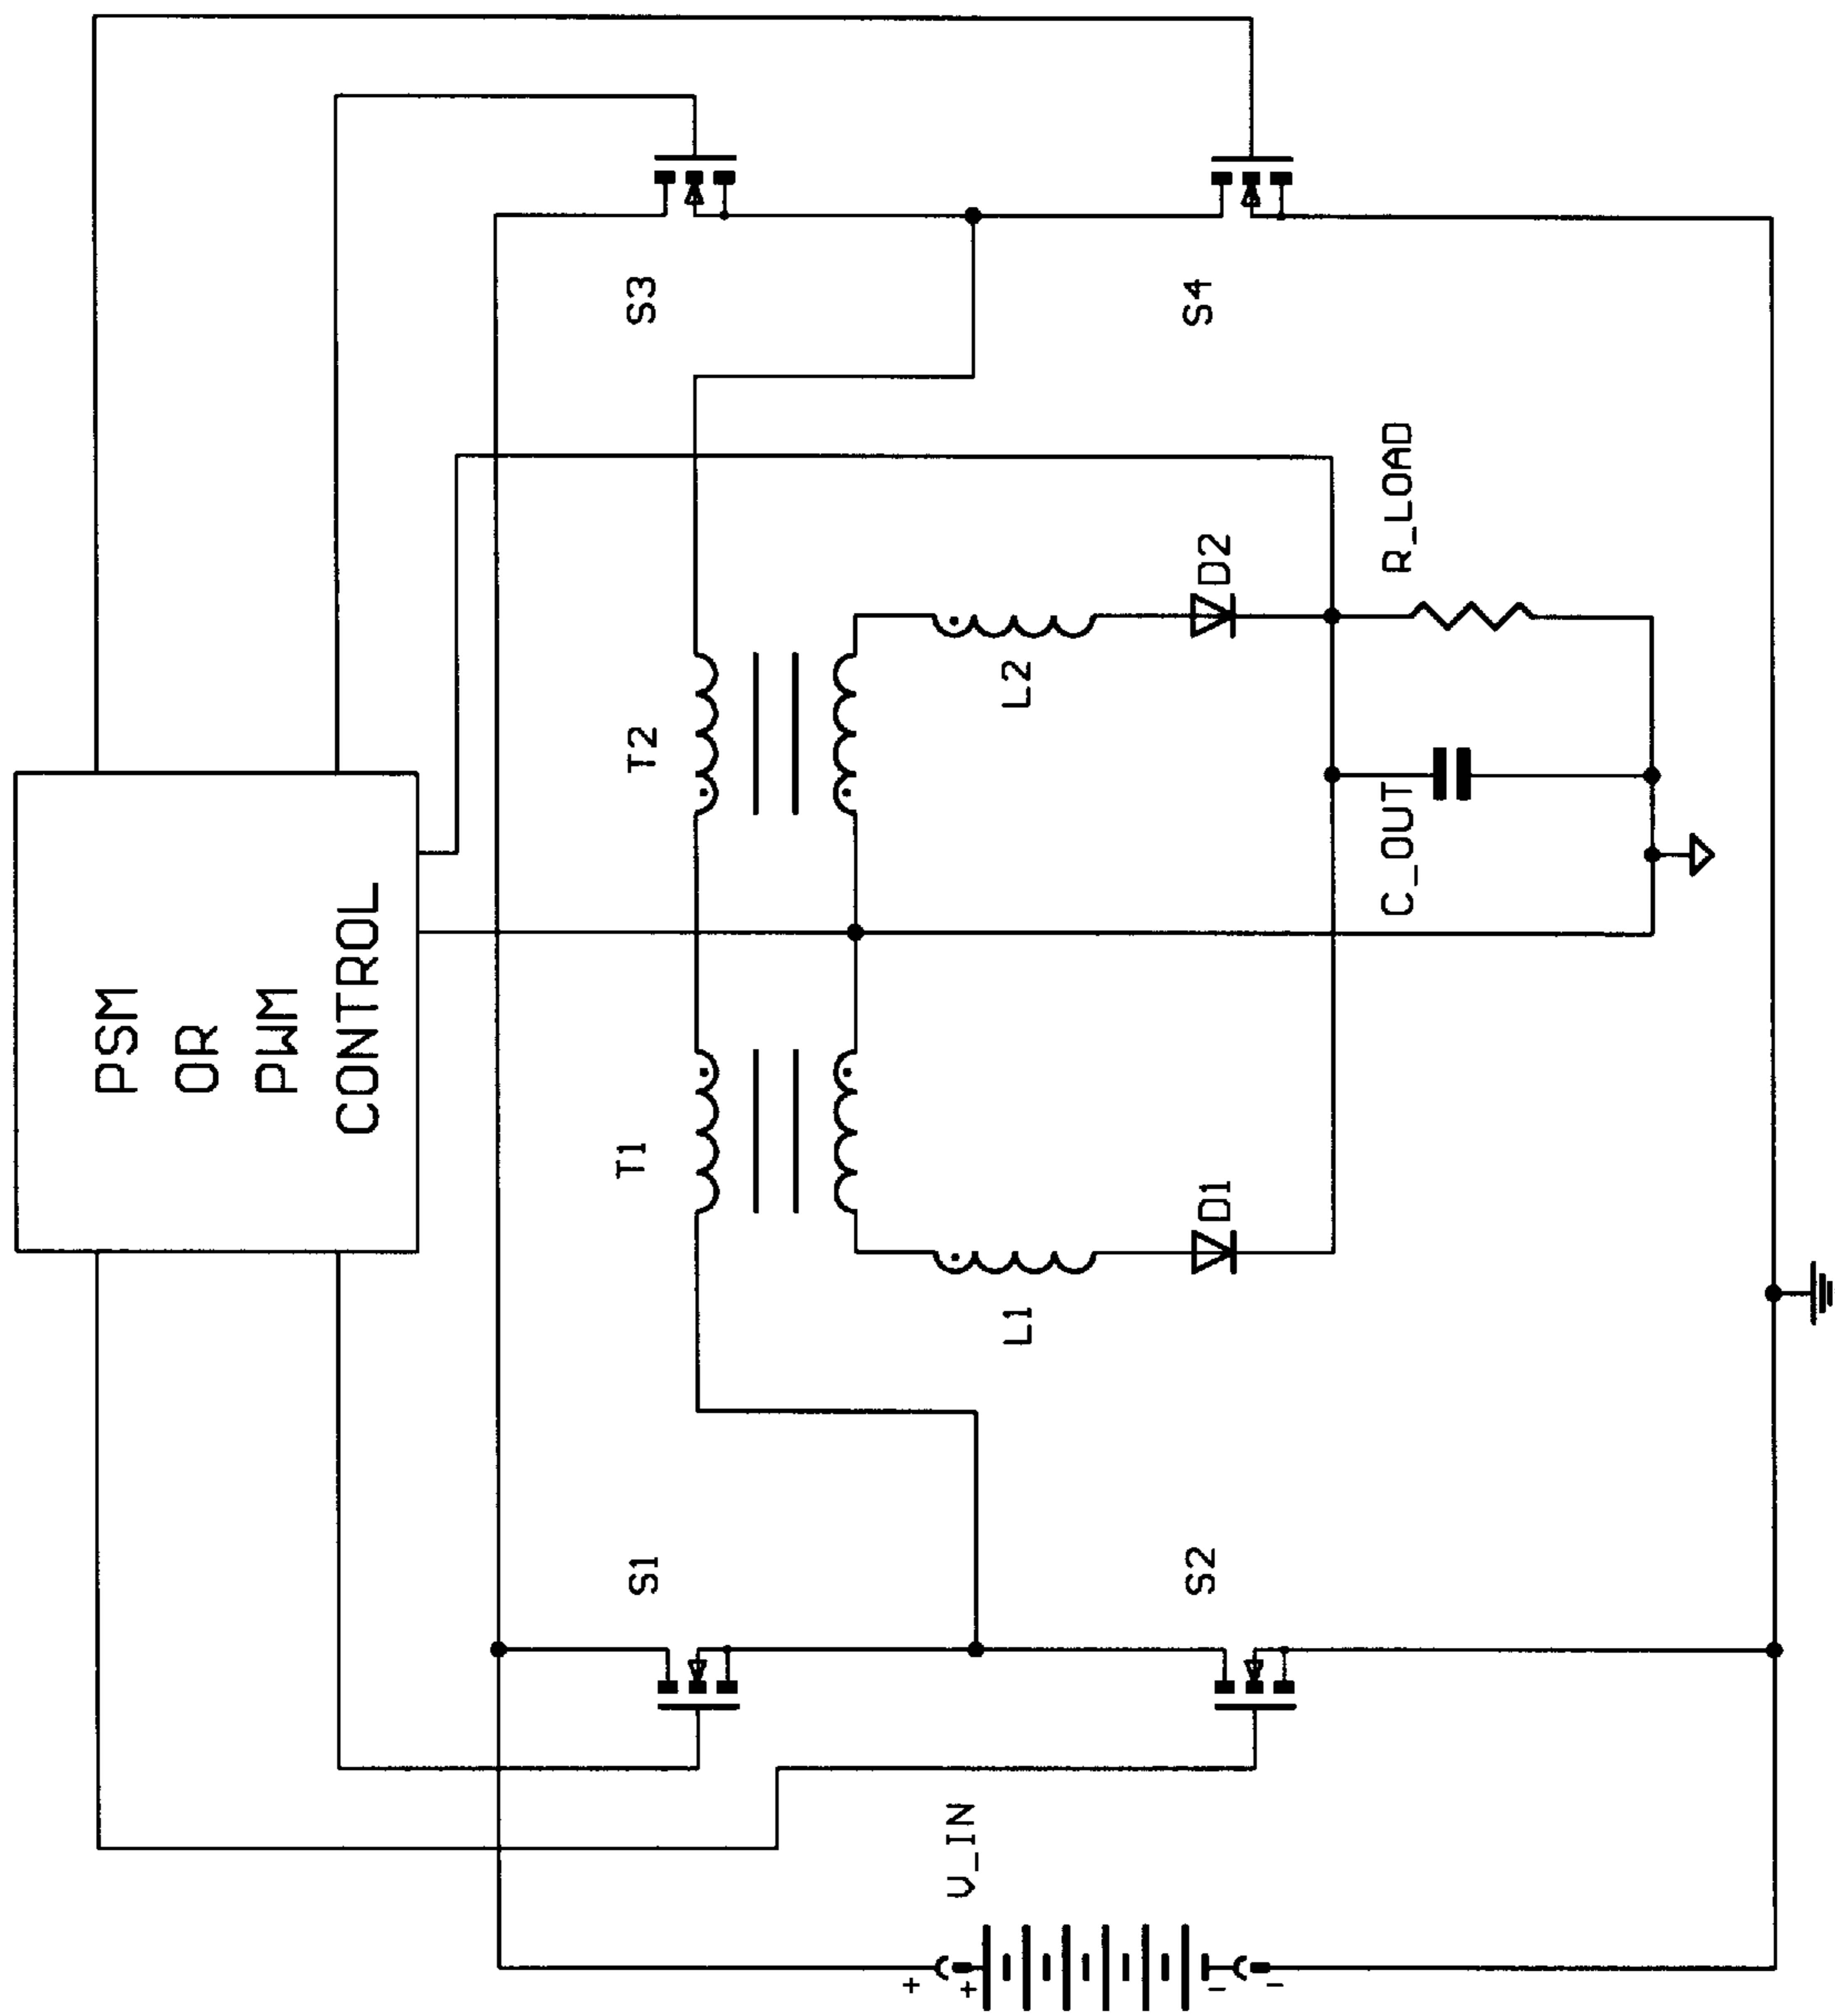 PSM
OR
PWM
CONTROL
S1
T1
T2
S3
V_IN
+
+
-
-
L1
L2
S2
D1
D2
S4
C_OUT
R_LOAD